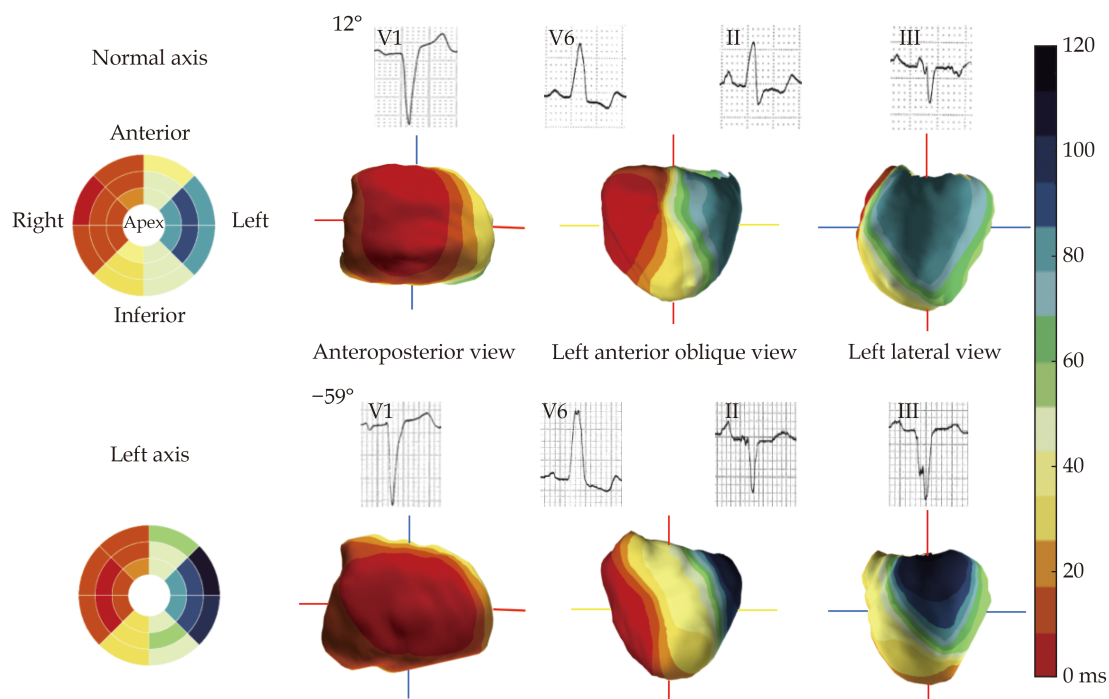 12°
V1
V6
II
III
Normal axis
Anterior
Right
Apex
Left
Inferior
Anteroposterior view
Left anterior oblique view
Left lateral view
−59°
V1
V6
II
III
Left axis
120
100
80
60
40
20
0 ms